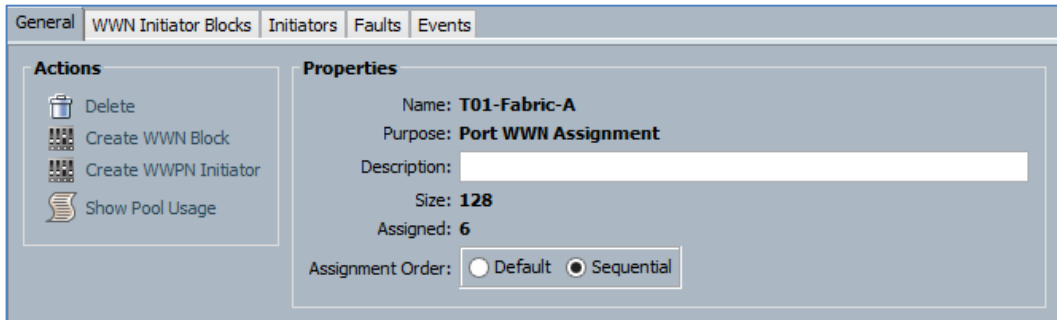 General WWN Initiator Blocks Initiators Faults Events
Actions
Delete
Create WWN Block
Create WWPN Initiator
Show Pool Usage
Properties
Name: T01-Fabric-A
Purpose: Port WWN Assignment
Description:
Size: 128
Assigned: 6
Assignment Order: Default Sequential